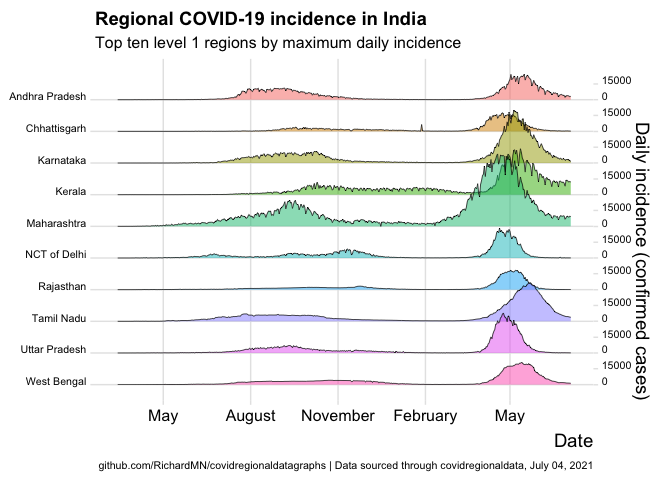 Regional COVID-19 incidence in India
Top ten level 1 regions by maximum daily incidence
Andhra Pradesh
15000
0
Chhattisgarh
15000
0
Karnataka
15000
0
Kerala
15000
0
Maharashtra
15000
0
NCT of Delhi
15000
0
Rajasthan
15000
0
Tamil Nadu
15000
0
Uttar Pradesh
15000
0
West Bengal
15000
0
Daily incidence (confirmed cases)
May August November February May
Date
github.com/RichardMN/covidregionaldatagraphs | Data sourced through covidregionaldata, July 04, 2021